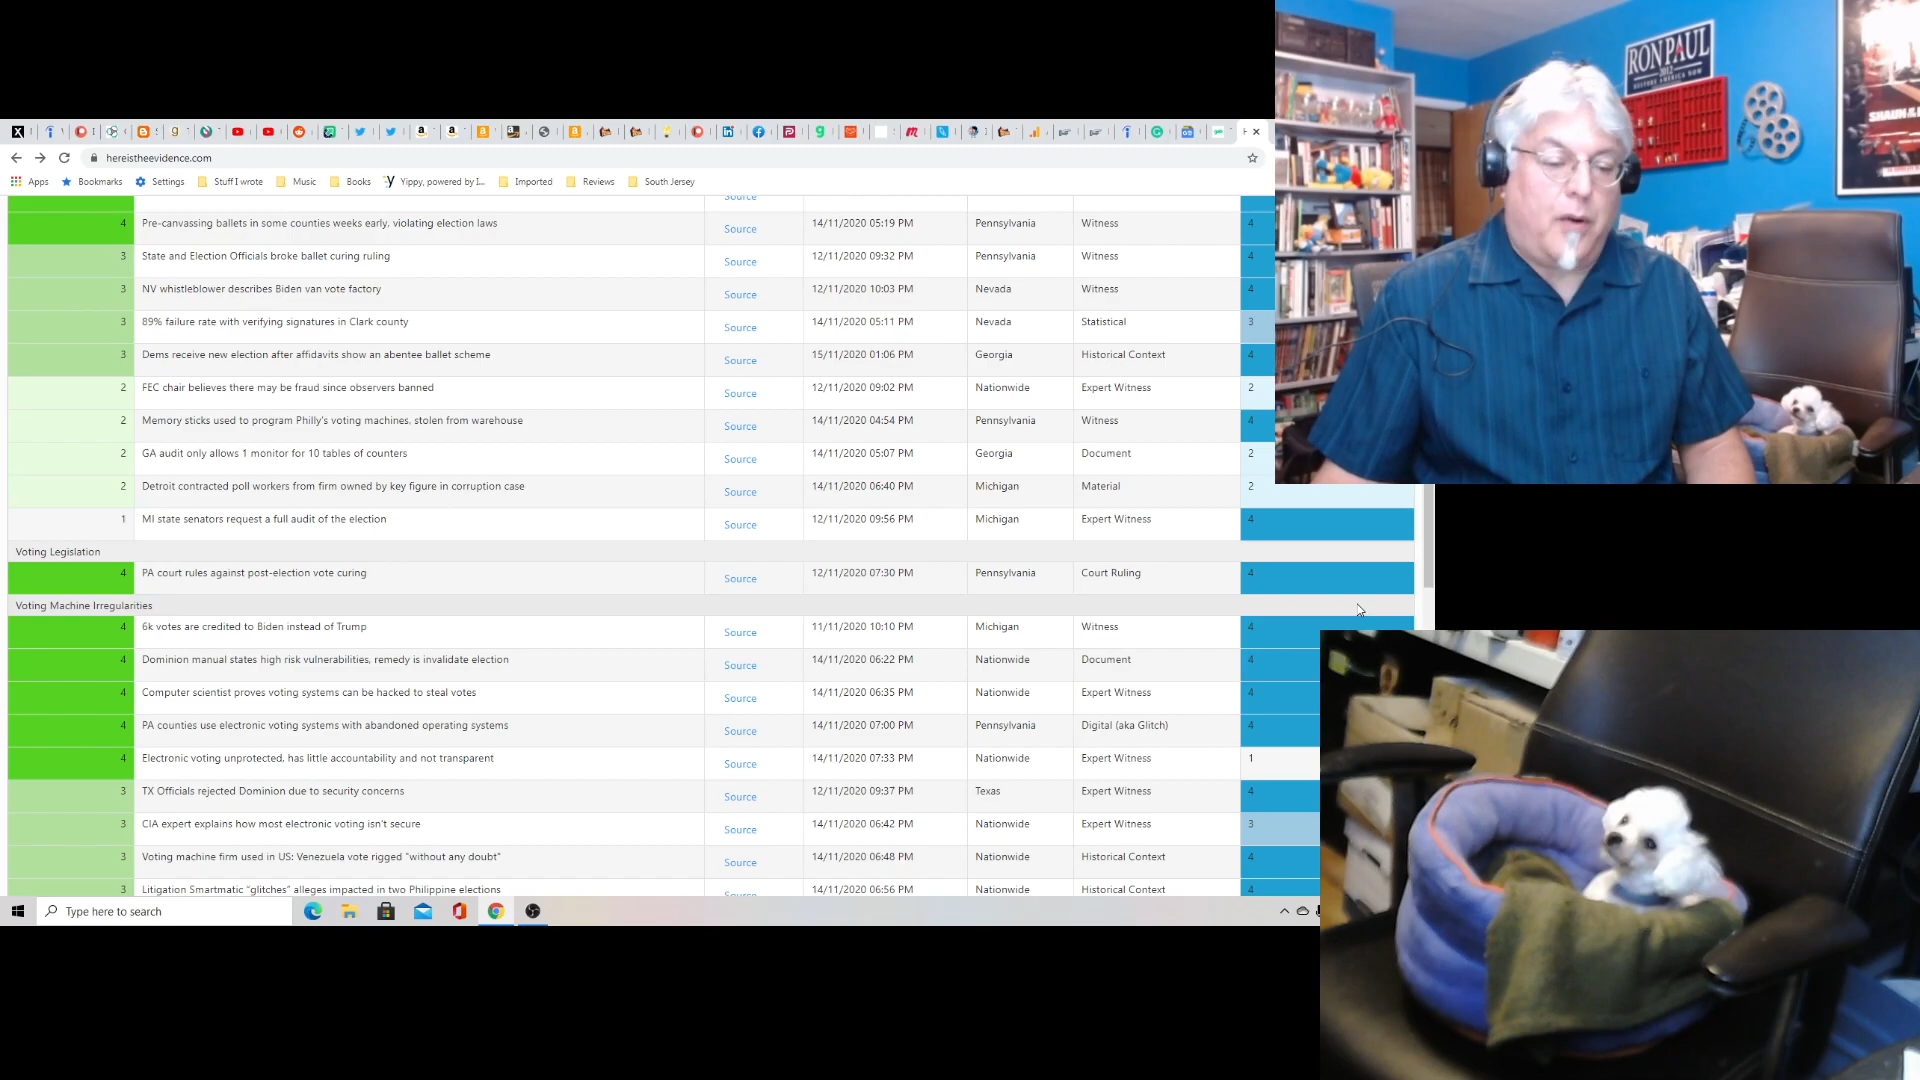 RON PAUL
2012
RESTORE AMERICA NOW
SHAUN
hereistheevidence.com
Apps Bookmarks Settings Stuff I wrote Music Books Yippy, powered by I... Imported Reviews South Jersey
Source
4 Pre-canvassing ballets in some counties weeks early, violating election laws Source 14/11/2020 05:19 PM Pennsylvania Witness 4
3 State and Election Officials broke ballet curing ruling Source 12/11/2020 09:32 PM Pennsylvania Witness 4
3 NV whistleblower describes Biden van vote factory Source 12/11/2020 10:03 PM Nevada Witness 4
3 89% failure rate with verifying signatures in Clark county Source 14/11/2020 05:11 PM Nevada Statistical 3
3 Dems receive new election after affidavits show an abentee ballet scheme Source 15/11/2020 01:06 PM Georgia Historical Context 4
2 FEC chair believes there may be fraud since observers banned Source 12/11/2020 09:02 PM Nationwide Expert Witness 2
2 Memory sticks used to program Philly's voting machines, stolen from warehouse Source 14/11/2020 04:54 PM Pennsylvania Witness 4
2 GA audit only allows 1 monitor for 10 tables of counters Source 14/11/2020 05:07 PM Georgia Document 2
2 Detroit contracted poll workers from firm owned by key figure in corruption case Source 14/11/2020 06:40 PM Michigan Material 2
1 MI state senators request a full audit of the election Source 12/11/2020 09:56 PM Michigan Expert Witness 4
Voting Legislation
4 PA court rules against post-election vote curing Source 12/11/2020 07:30 PM Pennsylvania Court Ruling 4
Voting Machine Irregularities
4 6k votes are credited to Biden instead of Trump Source 11/11/2020 10:10 PM Michigan Witness 4
4 Dominion manual states high risk vulnerabilities, remedy is invalidate election Source 14/11/2020 06:22 PM Nationwide Document 4
4 Computer scientist proves voting systems can be hacked to steal votes Source 14/11/2020 06:35 PM Nationwide Expert Witness 4
4 PA counties use electronic voting systems with abandoned operating systems Source 14/11/2020 07:00 PM Pennsylvania Digital (aka Glitch) 4
4 Electronic voting unprotected, has little accountability and not transparent Source 14/11/2020 07:33 PM Nationwide Expert Witness 1
3 TX Officials rejected Dominion due to security concerns Source 12/11/2020 09:37 PM Texas Expert Witness 4
3 CIA expert explains how most electronic voting isn't secure Source 14/11/2020 06:42 PM Nationwide Expert Witness 3
3 Voting machine firm used in US: Venezuela vote rigged "without any doubt" Source 14/11/2020 06:48 PM Nationwide Historical Context 4
3 Litigation Smartmatic "glitches" alleges impacted in two Philippine elections Source 14/11/2020 06:56 PM Nationwide Historical Context 4
Type here to search